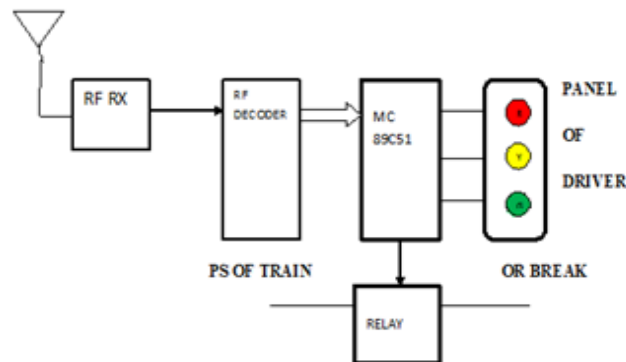 RF RX
RF
DECODER
MC
89C51
PANEL
OF
DRIVER
Y
PS OF TRAIN
OR BREAK
RELAY